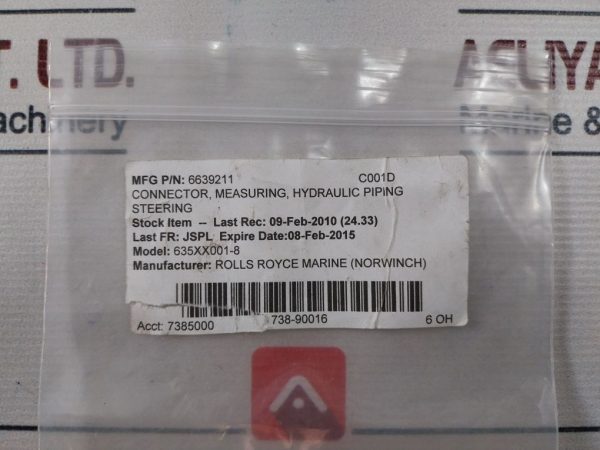 T. LTD.
ASLIYA
achinery
Marine &
MFG P/N: 6639211 C001D
CONNECTOR, MEASURING, HYDRAULIC PIPING
STEERING
Stock Item -- Last Rec: 09-Feb-2010 (24.33)
Last FR: JSPL Expire Date:08-Feb-2015
Model: 635XX001-8
Manufacturer: ROLLS ROYCE MARINE (NORWINCH)
Acct: 7385000 738-90016 6 OH